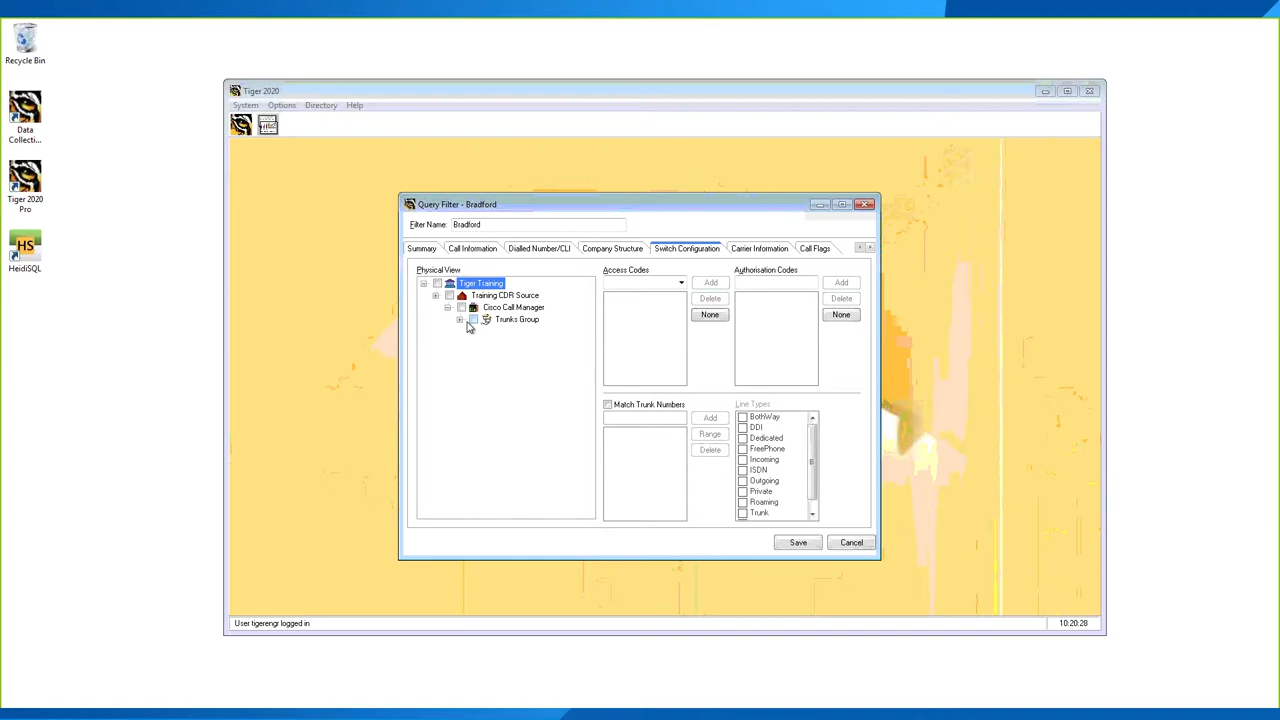 Recycle Bin
Data
Collecti...
Tiger 2020
Pro
HS
HeidiSQL
Tiger 2020
System Options Directory Help
Query Filter - Bradford
Filter Name: Bradford
Summary Call Information Dialled Number/CLI Company Structure Switch Configuration Carrier Information Call Flags
Physical View
Tiger Training
Training CDR Source
Cisco Call Manager
Trunks Group
Access Codes
Add
Delete
None
Authorisation Codes
Add
Delete
None
Match Trunk Numbers
Add
Range
Delete
Line Types
BothWay
DDI
Dedicated
FreePhone
Incoming
ISDN
Outgoing
Private
Roaming
Trunk
Save Cancel
User tigerengr logged in 10:20:28